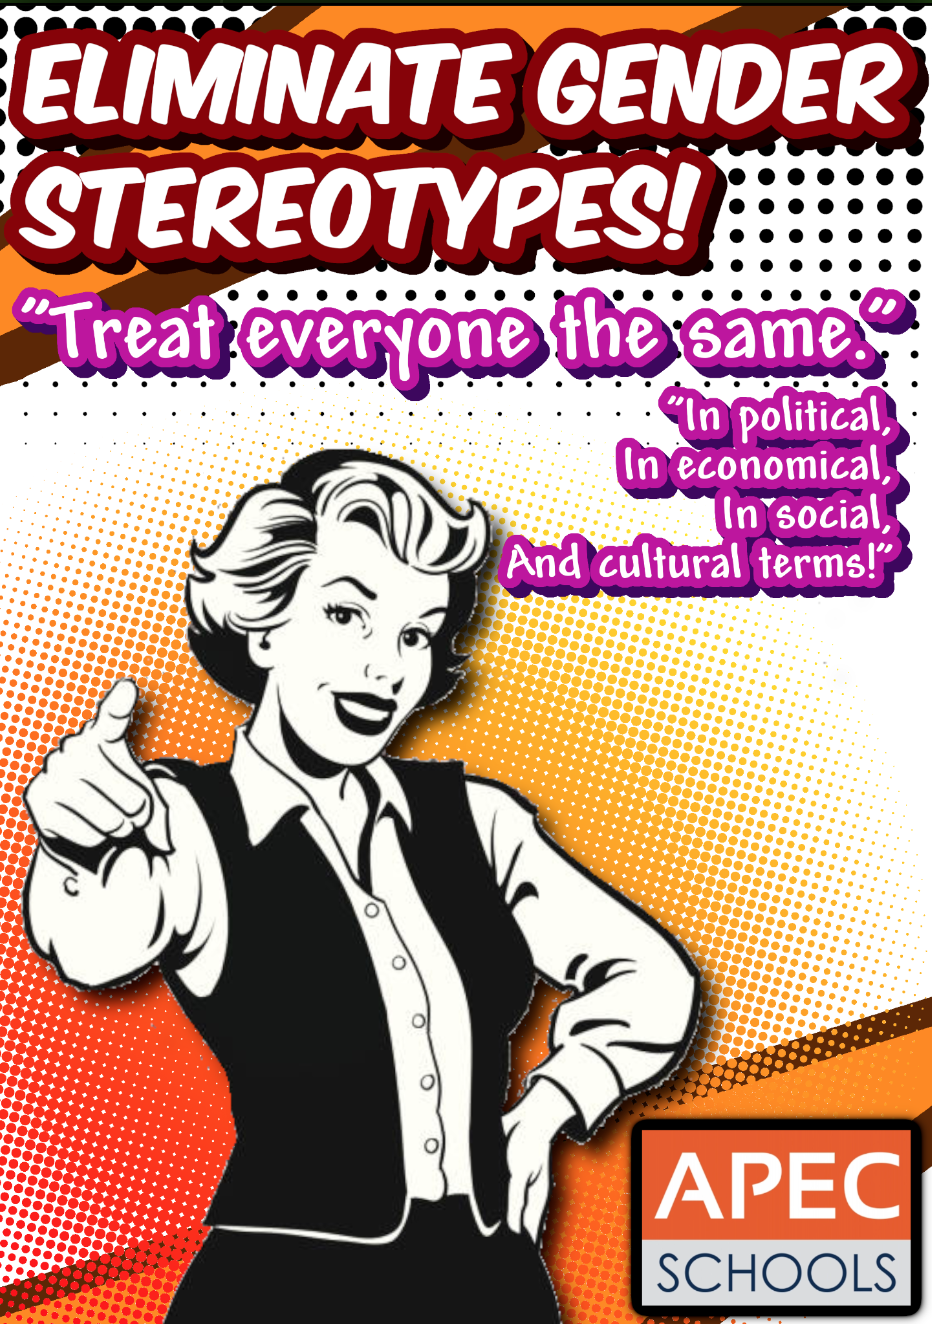 ELIMINATE GENDER
STEREOTYPES!
"Treat everyone the same."
"In political,
In economical,
In social,
And cultural terms!"
APEC
SCHOOLS